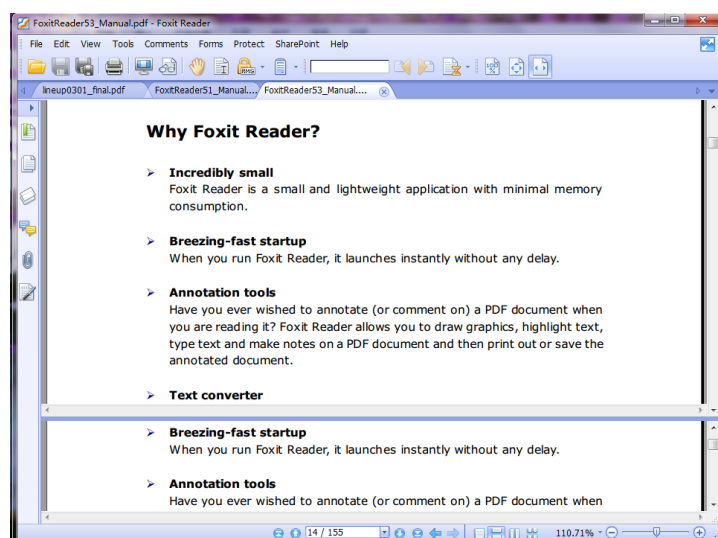 FoxitReader53_Manual.pdf - Foxit Reader
File Edit View Tools Comments Forms Protect SharePoint Help
lineup0301_final.pdf FoxitReader51_Manual.... FoxitReader53_Manual....
Why Foxit Reader?
➢ Incredibly small
Foxit Reader is a small and lightweight application with minimal memory
consumption.
➢ Breezing-fast startup
When you run Foxit Reader, it launches instantly without any delay.
➢ Annotation tools
Have you ever wished to annotate (or comment on) a PDF document when
you are reading it? Foxit Reader allows you to draw graphics, highlight text,
type text and make notes on a PDF document and then print out or save the
annotated document.
➢ Text converter
➢ Breezing-fast startup
When you run Foxit Reader, it launches instantly without any delay.
➢ Annotation tools
Have you ever wished to annotate (or comment on) a PDF document when
14 / 155 110.71%